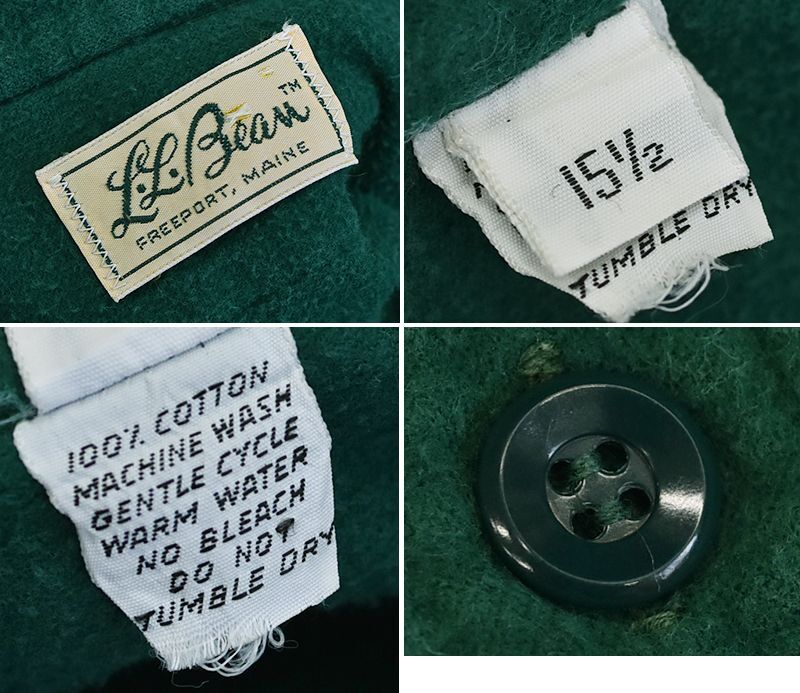 L.L.Bean™
FREEPORT, MAINE
15½
TUMBLE DRY
100% COTTON
MACHINE WASH
GENTLE CYCLE
WARM WATER
NO BLEACH
DO NOT
TUMBLE DRY